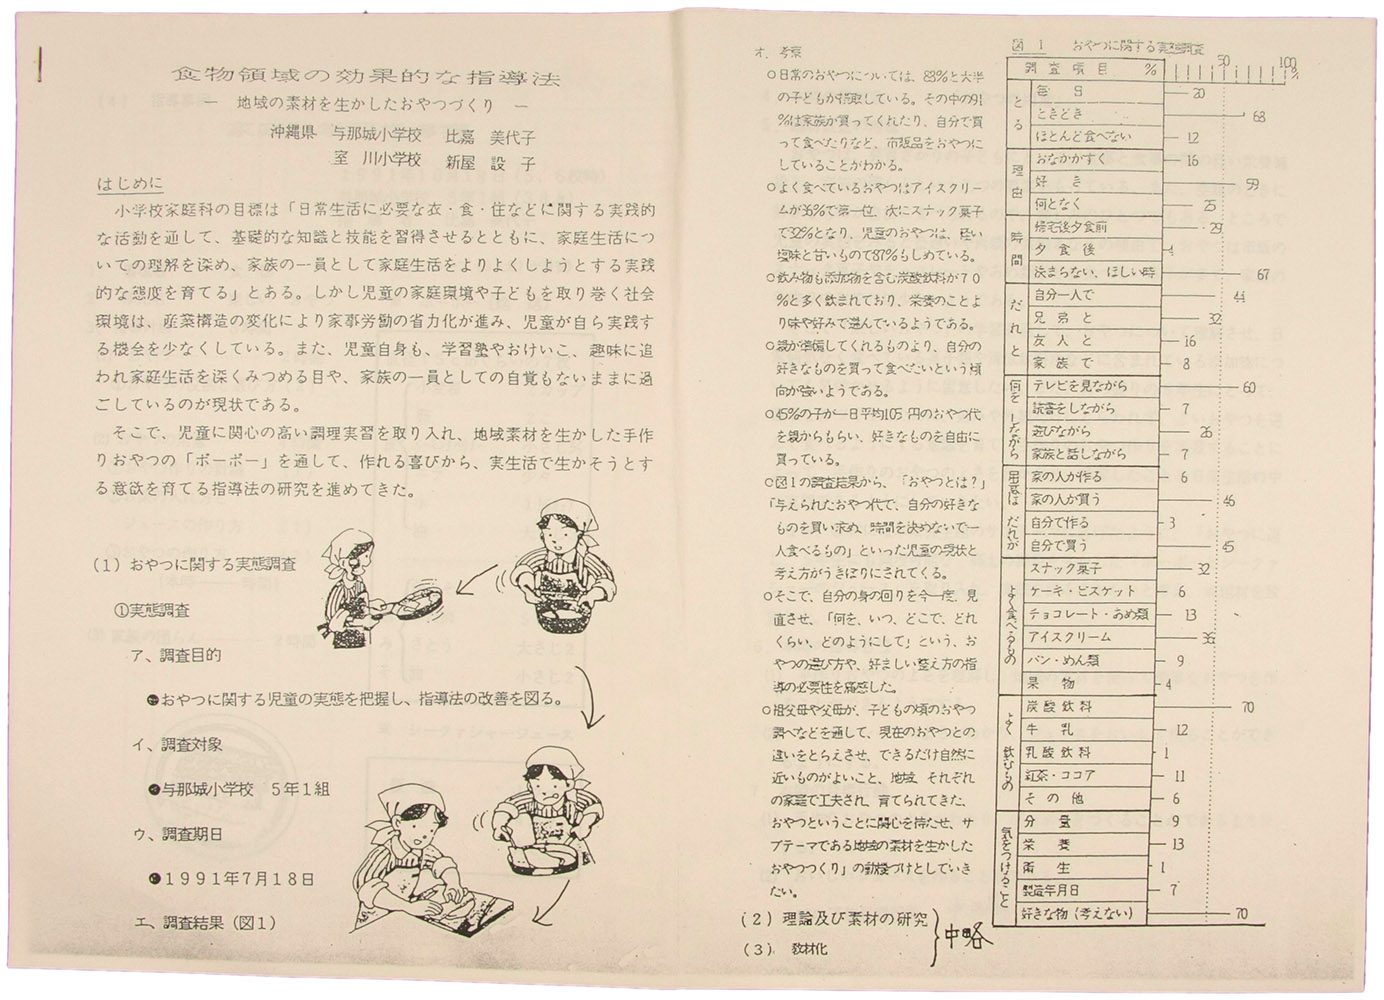 食物領域の効果的な指導法
― 地域の素材を生かしたおやつづくり ―
沖縄県 与那城小学校 比嘉 美代子
室 川小学校 新屋 設 子
はじめに
小学校家庭科の目標は「日常生活に必要な衣・食・住などに関する実践的
な活動を通して、基礎的な知識と技能を習得させるとともに、家庭生活につ
いての理解を深め、家族の一員として家庭生活をよりよくしようとする実践
的な態度を育てる」とある。しかし児童の家庭環境や子どもを取り巻く社会
環境は、産業構造の変化により家事労働の省力化が進み、児童が自ら実践す
る機会を少なくしている。また、児童自身も、学習塾やおけいこ、趣味に追
われ家庭生活を深くみつめる目や、家族の一員としての自覚もないままに過
ごしているのが現状である。
そこで、児童に関心の高い調理実習を取り入れ、地域素材を生かした手作
りおやつの「ポーポー」を通して、作れる喜びから、実生活で生かそうとす
る意欲を育てる指導法の研究を進めてきた。
(1) おやつに関する実態調査
①実態調査
ア、調査目的
●おやつに関する児童の実態を把握し、指導法の改善を図る。
イ、調査対象
●与那城小学校 5年1組
ウ、調査期日
●1991年7月18日
エ、調査結果(図1)
オ、考察
○日常のおやつについては、88%と大半
の子どもが摂取している。その中の91
%は家族が買ってくれたり、自分で買
って食べたりなど、市販品をおやつに
していることがわかる。
○よく食べているおやつはアイスクリー
ムが36%で第一位、次にスナック菓子
で32%となり、児童のおやつは、軽い
塩味と甘いもので87%もしめている。
○飲み物も添加物を含む炭酸飲料が70
%と多く飲まれており、栄養のことよ
り味や好みで選んでいるようである。
○親が準備してくれるものより、自分の
好きなものを買って食べたいという傾
向が強いようである。
○45%の子が一日平均105 円のおやつ代
を親からもらい、好きなものを自由に
買っている。
○図1の調査結果から、「おやつとは?」
「与えられたおやつ代で、自分の好きな
ものを買い求め、時間を決めないで一
人食べるもの」といった児童の現状と
考え方がうきぼりにされてくる。
○そこで、自分の身の回りを今一度、見
直させ、「何を、いつ、どこで、どれ
くらい、どのようにして」という、お
やつの選び方や、好ましい整え方の指
導の必要性を痛感した。
○祖父母や父母が、子どもの頃のおやつ
調べなどを通して、現在のおやつとの
違いをとらえさせ、できるだけ自然に
近いものがよいこと、地域、それぞれ
の家庭で工夫され、育てられてきた、
おやつということに関心を持たせ、サ
ブテーマである地域の素材を生かした
おやつつくり」の動機づけとしていき
たい。
(2) 理論及び素材の研究
(3) 教材化
中略
図 1 おやつに関する実態調査
調査項目 % 50 100%
とる
毎 日 20
ときどき 68
ほとんど食べない 12
理由
おなかがすく 16
好 き 59
何となく 25
時間
帰宅後夕食前 29
夕食後 4
決まらない、ほしい時 67
だれと
自分一人で 44
兄弟と 32
友人と 16
家族で 8
何をしながら
テレビを見ながら 60
読書をしながら 7
遊びながら 26
家族と話しながら 7
用意はだれが
家の人が作る 6
家の人が買う 46
自分で作る 3
自分で買う 45
よく食べるもの
スナック菓子 32
ケーキ・ビスケット 6
チョコレート・あめ類 13
アイスクリーム 36
パン・めん類 9
果 物 4
よく飲むもの
炭酸飲料 70
牛 乳 12
乳酸飲料 1
紅茶・ココア 11
その他 6
気をつけること
分 量 9
栄 養 13
衛 生 1
製造年月日 7
好きな物(考えない) 70